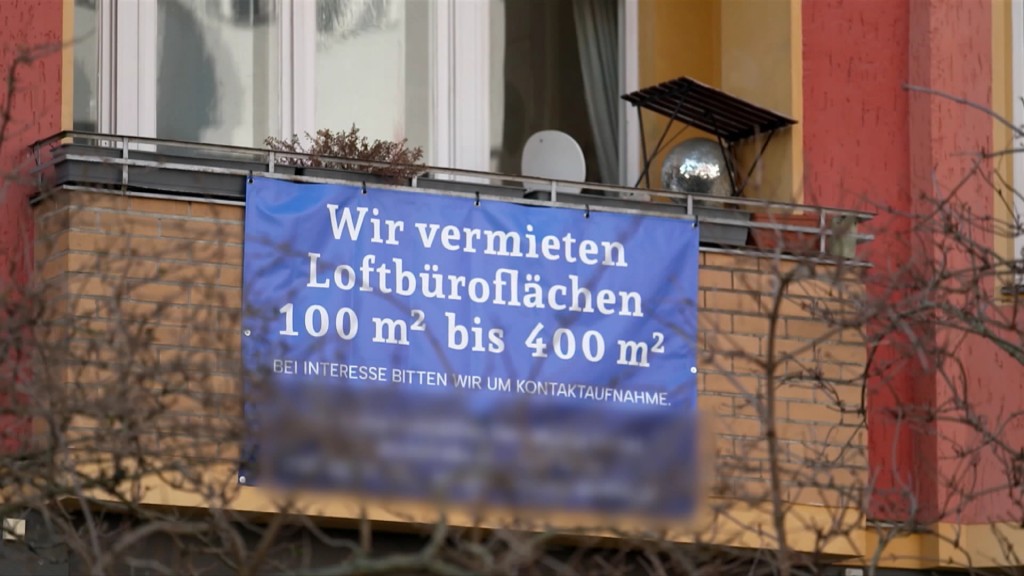 Wir vermieten
Loftbüroflächen
100 m² bis 400 m²
BEI INTERESSE BITTEN WIR UM KONTAKTAUFNAHME.